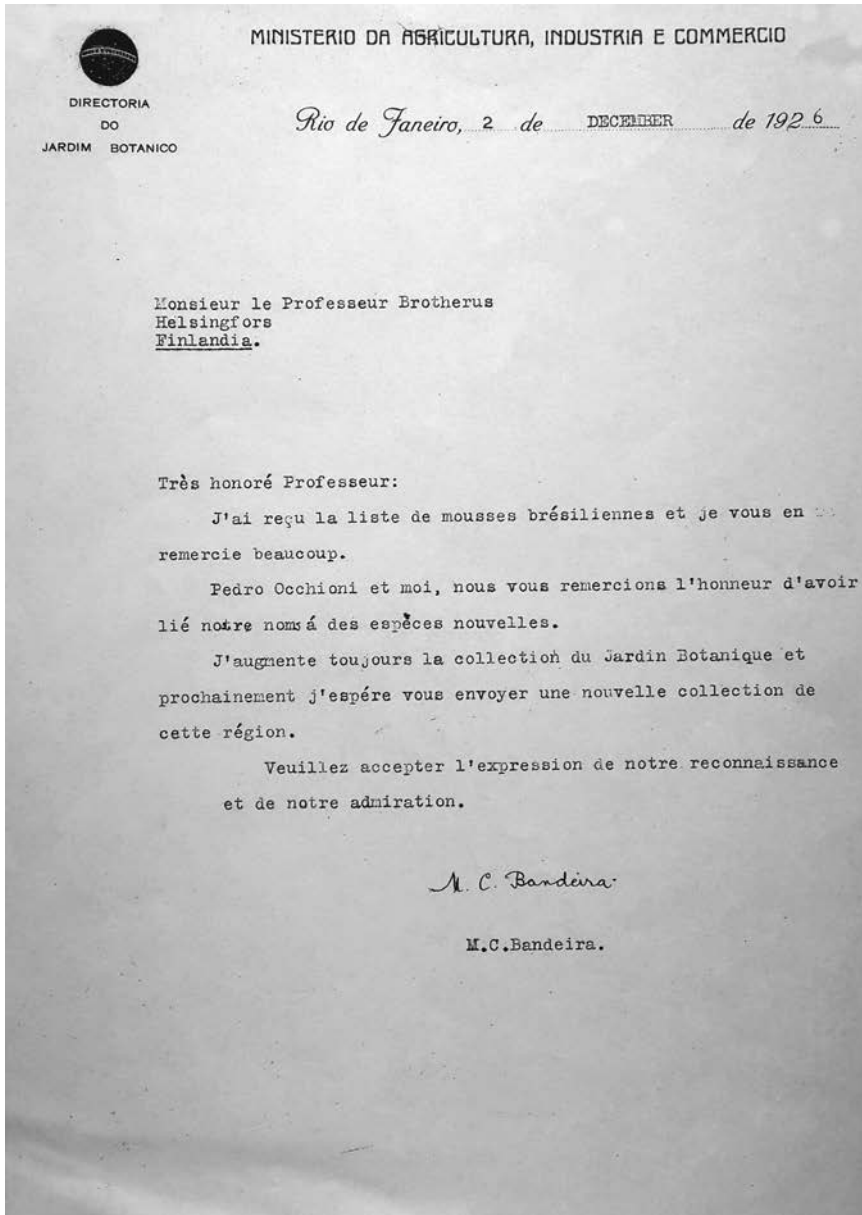 MINISTERIO DA AGRICULTURA, INDUSTRIA E COMMERCIO
DIRECTORIA
DO
JARDIM BOTANICO
Rio de Janeiro, 2 de DECEMBER de 1926
Monsieur le Professeur Brotherus
Helsingfors
Finlandia.
Très honoré Professeur:
J'ai reçu la liste de mousses brésiliennes et je vous en
remercie beaucoup.
Pedro Occhioni et moi, nous vous remercions l'honneur d'avoir
lié notre noms á des espèces nouvelles.
J'augmente toujours la collection du Jardin Botanique et
prochainement j'espére vous envoyer une nouvelle collection de
cette région.
Veuillez accepter l'expression de notre reconnaissance
et de notre admiration.
M. C. Bandeira
M.C.Bandeira.